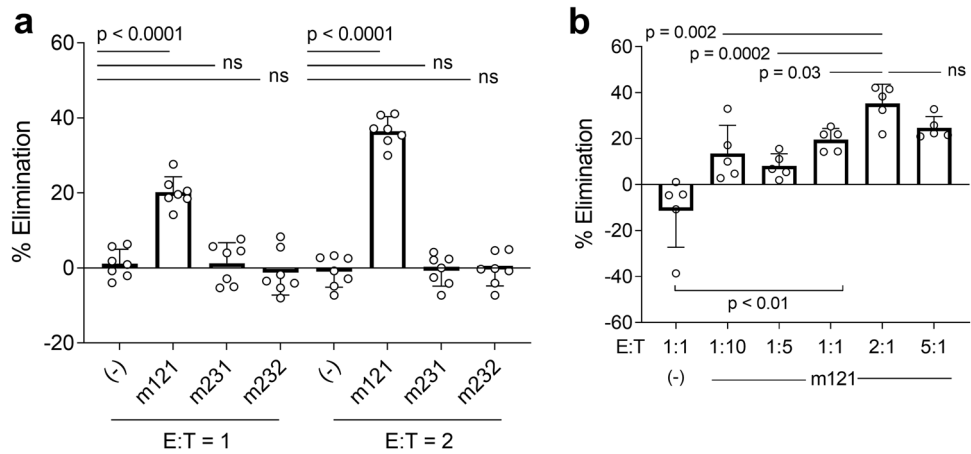 a
p < 0.0001
ns
ns
p < 0.0001
ns
ns
% Elimination
60
40
20
0
-20
(-)
m121
m231
m232
(-)
m121
m231
m232
E:T = 1
E:T = 2
b
p = 0.002
p = 0.0002
p = 0.03
ns
% Elimination
60
40
20
0
-20
-40
-60
p < 0.01
E:T 1:1 1:10 1:5 1:1 2:1 5:1
(-) m121